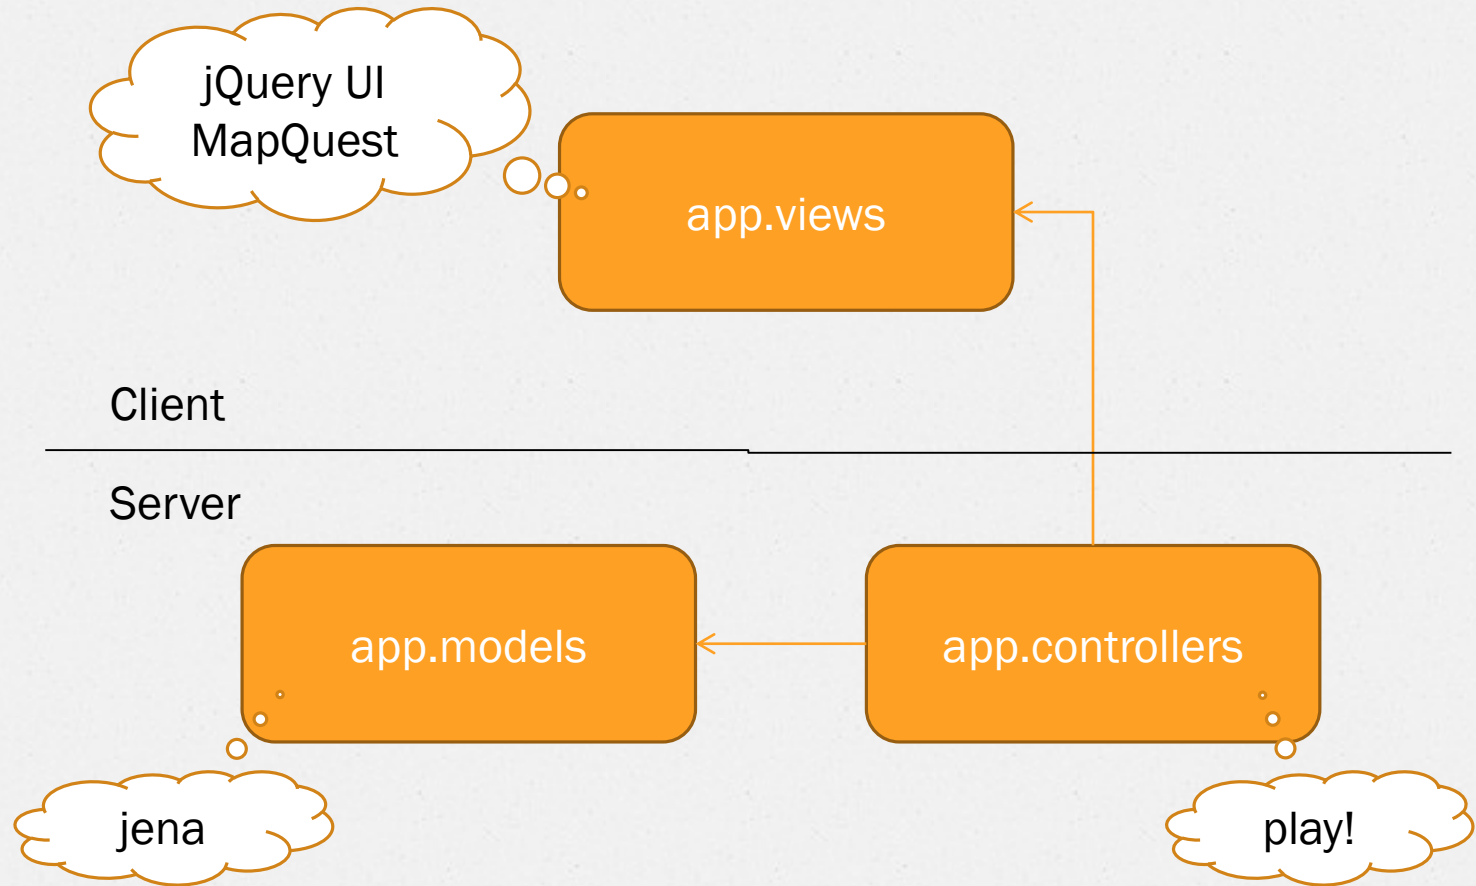 jQuery UI
MapQuest
app.views
Client
Server
app.models
app.controllers
jena
play!